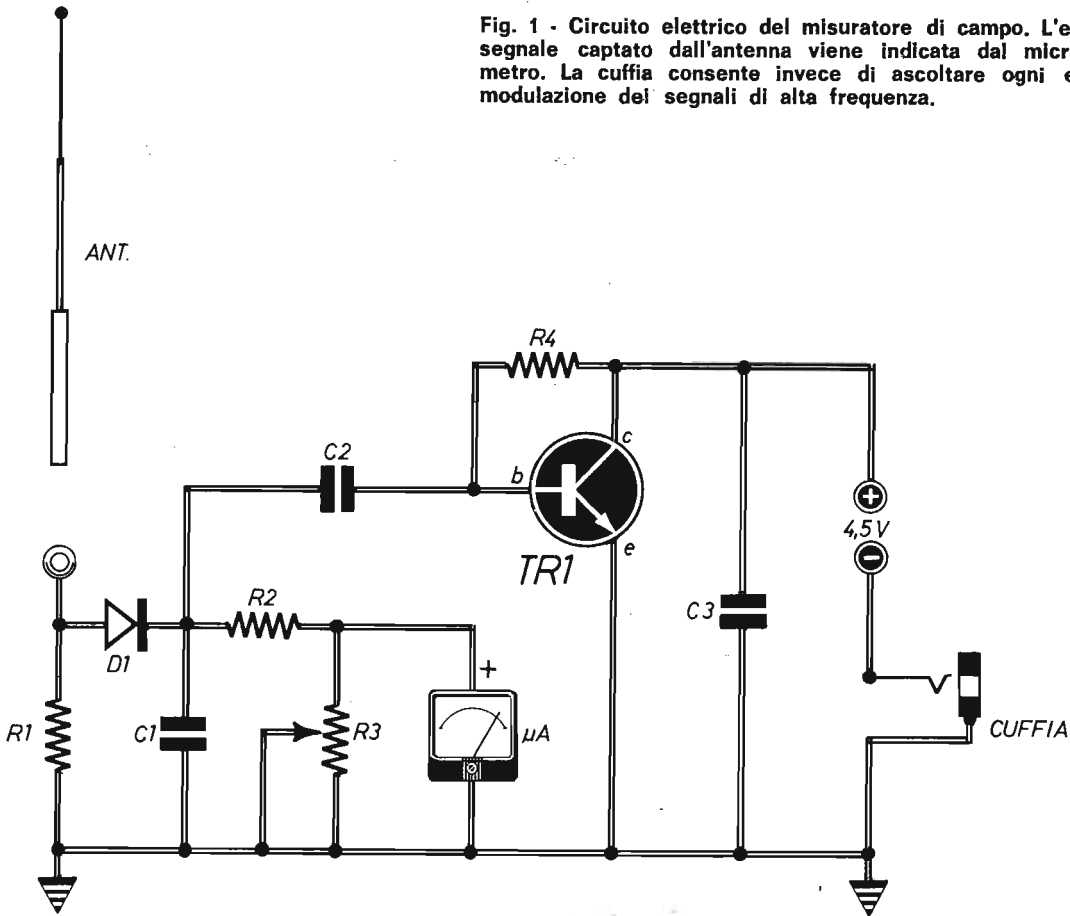 Fig. 1 - Circuito elettrico del misuratore di campo. L'e
segnale captato dall'antenna viene indicata dal micr
metro. La cuffia consente invece di ascoltare ogni e
modulazione dei segnali di alta frequenza.
ANT.
R4
C2
c
b
e
TR1
+
4,5 V
-
R2
C3
D1
+
R1
C1
R3
µA
CUFFIA